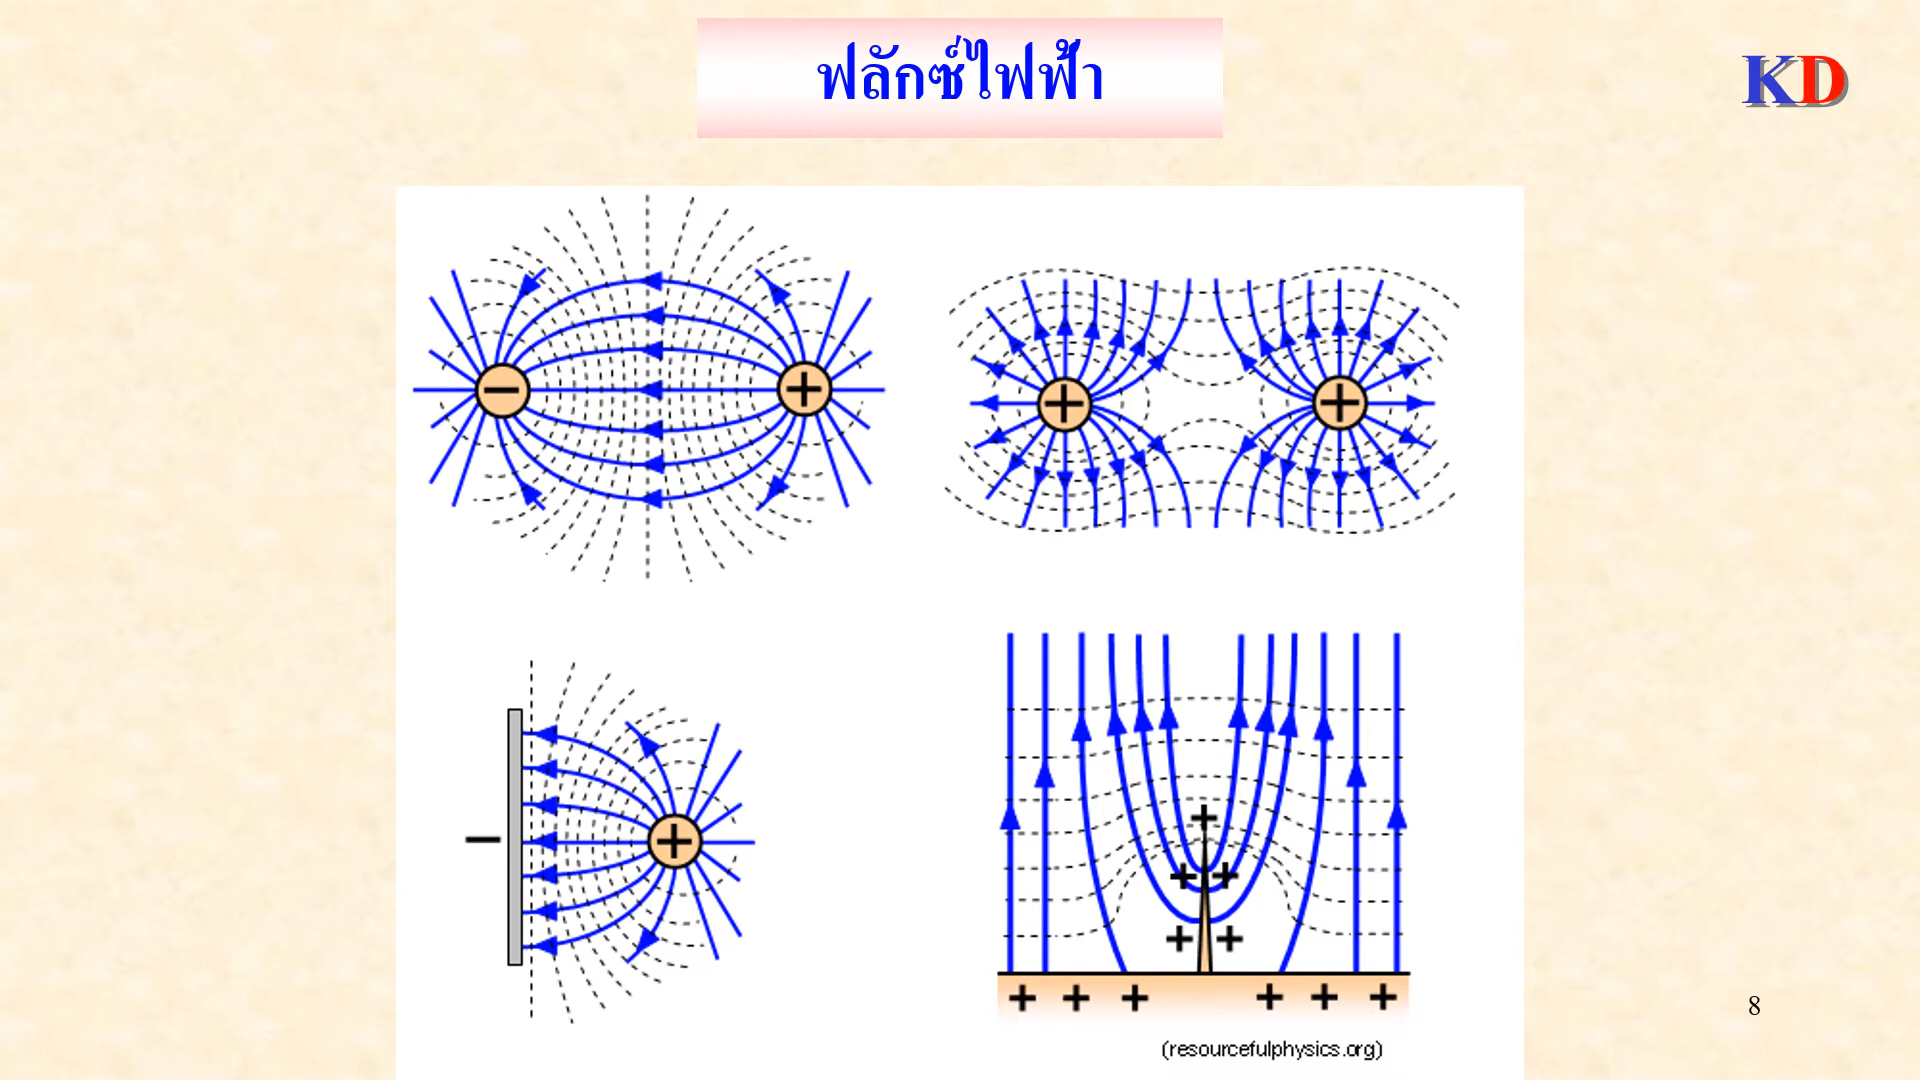 ฟลักซ์ไฟฟ้า
KD
− +
+ +
− +
+
+ +
+ +
+ + + + + +
8
(resourcefulphysics.org)